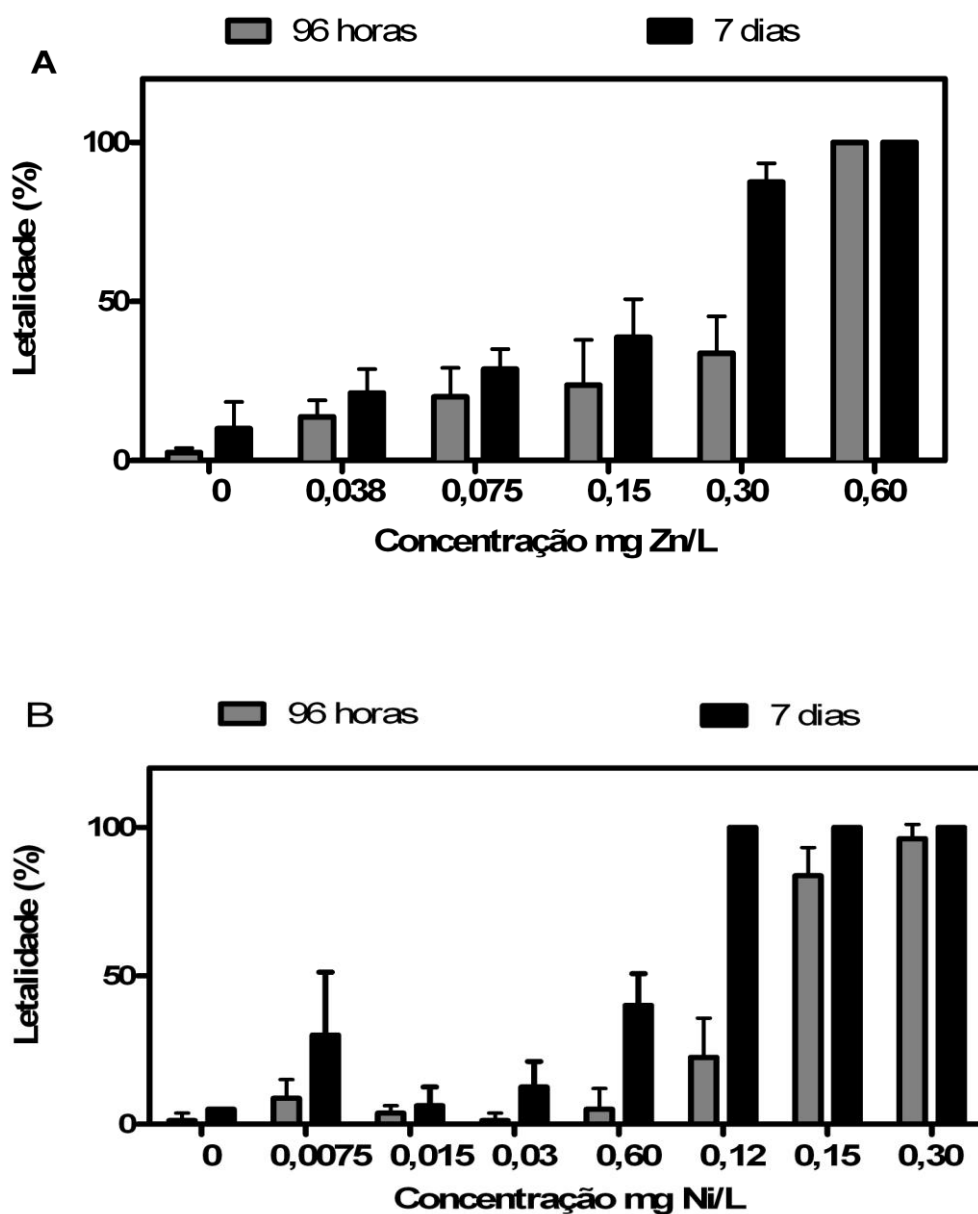 96 horas 7 dias
A
Letalidade (%)
100
50
0
0 0,038 0,075 0,15 0,30 0,60
Concentração mg Zn/L
B 96 horas 7 dias
Letalidade (%)
100
50
0
0 0,0075 0,015 0,03 0,60 0,12 0,15 0,30
Concentração mg Ni/L